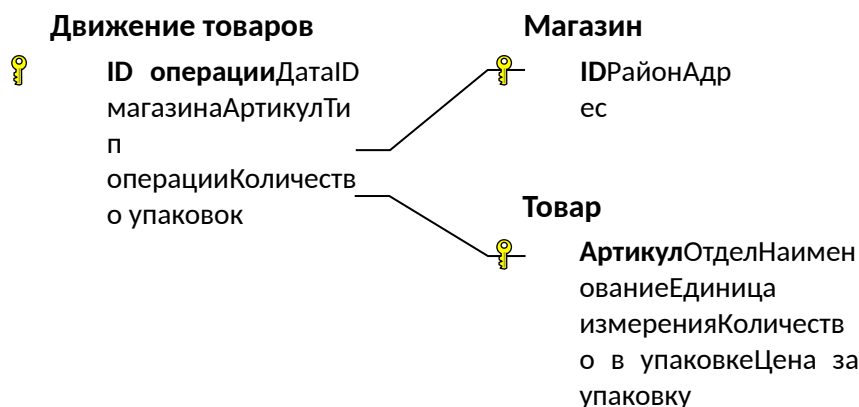 Движение товаров
ID операцииДатаID
магазинаАртикулТи
п
операцииКоличеств
о упаковок
Магазин
IDРайонАдр
ес
Товар
АртикулОтделНаимен
ованиеЕдиница
измеренияКоличеств
о в упаковкеЦена за
упаковку